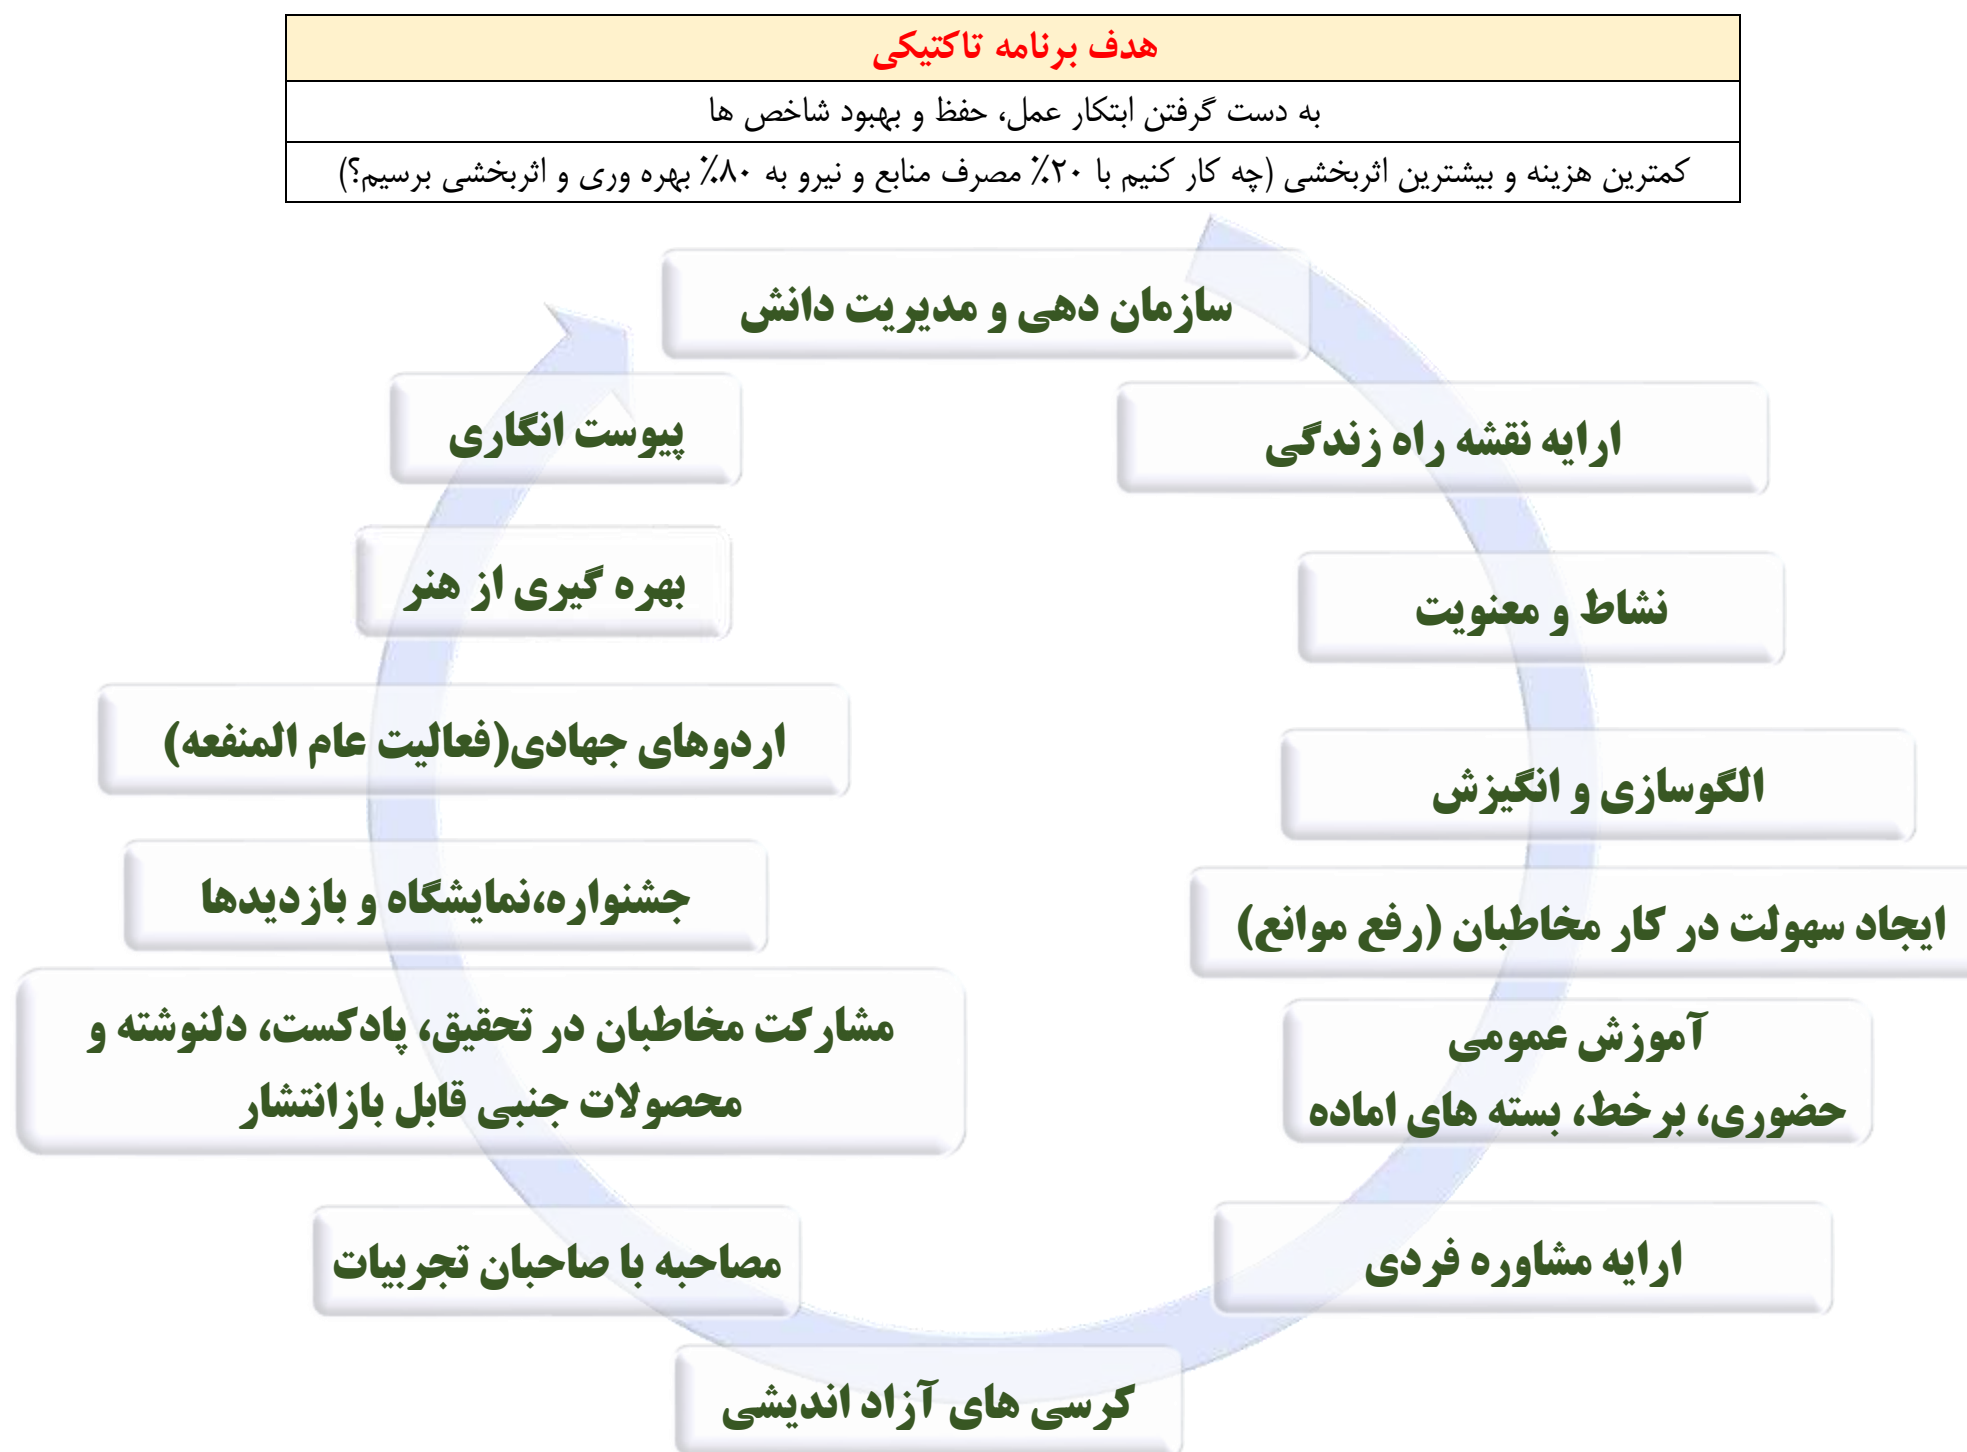 هدف برنامه تاکتیکی
به دست گرفتن ابتکار عمل، حفظ و بهبود شاخص ها
کمترین هزینه و بیشترین اثربخشی (چه کار کنیم با ۲۰٪ مصرف منابع و نیرو به ۸۰٪ بهره وری و اثربخشی برسیم؟)
سازمان دهی و مدیریت دانش
ارایه نقشه راه زندگی
نشاط و معنویت
الگوسازی و انگیزش
ایجاد سهولت در کار مخاطبان (رفع موانع)
آموزش عمومی
حضوری، برخط، بسته های اماده
ارایه مشاوره فردی
کرسی های آزاد اندیشی
مصاحبه با صاحبان تجربیات
مشارکت مخاطبان در تحقیق، پادکست، دلنوشته و
محصولات جنبی قابل بازانتشار
جشنواره،نمایشگاه و بازدیدها
اردوهای جهادی(فعالیت عام المنفعه)
بهره گیری از هنر
پیوست انگاری